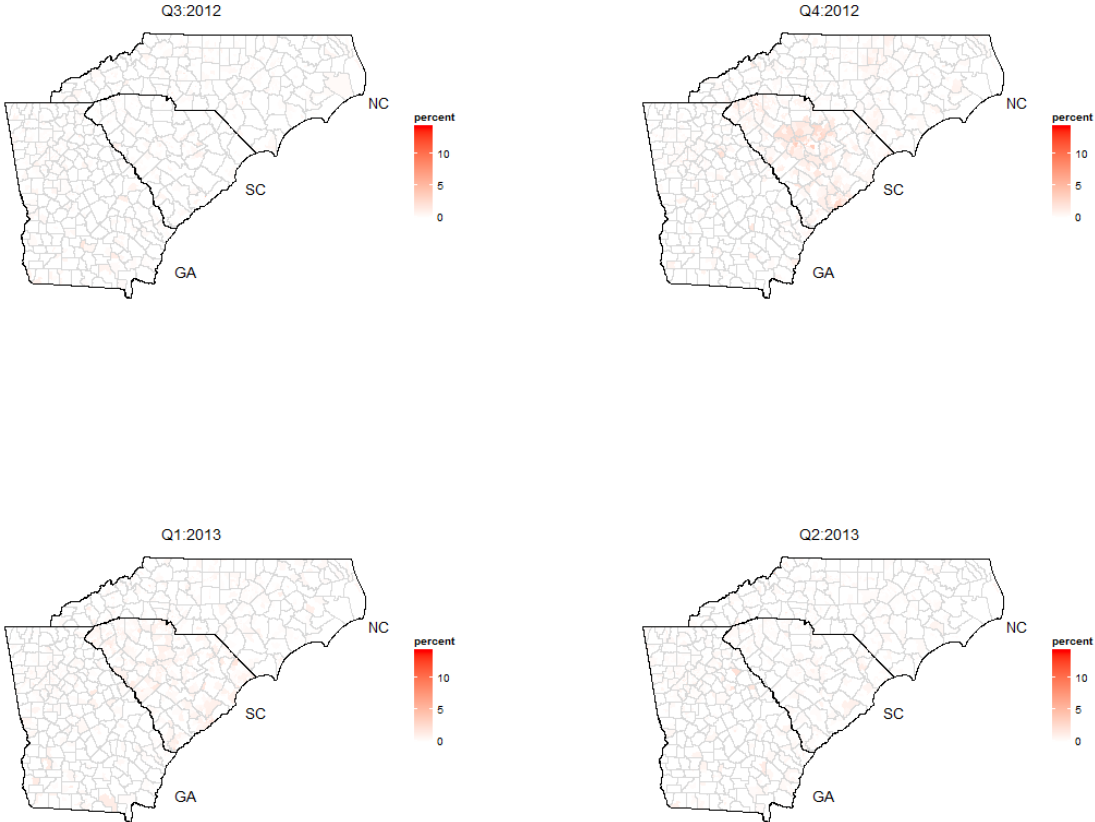 Q3:2012
NC
percent
10
5
0
SC
GA
Q4:2012
NC
percent
10
5
0
SC
GA
Q1:2013
NC
percent
10
5
0
SC
GA
Q2:2013
NC
percent
10
5
0
SC
GA